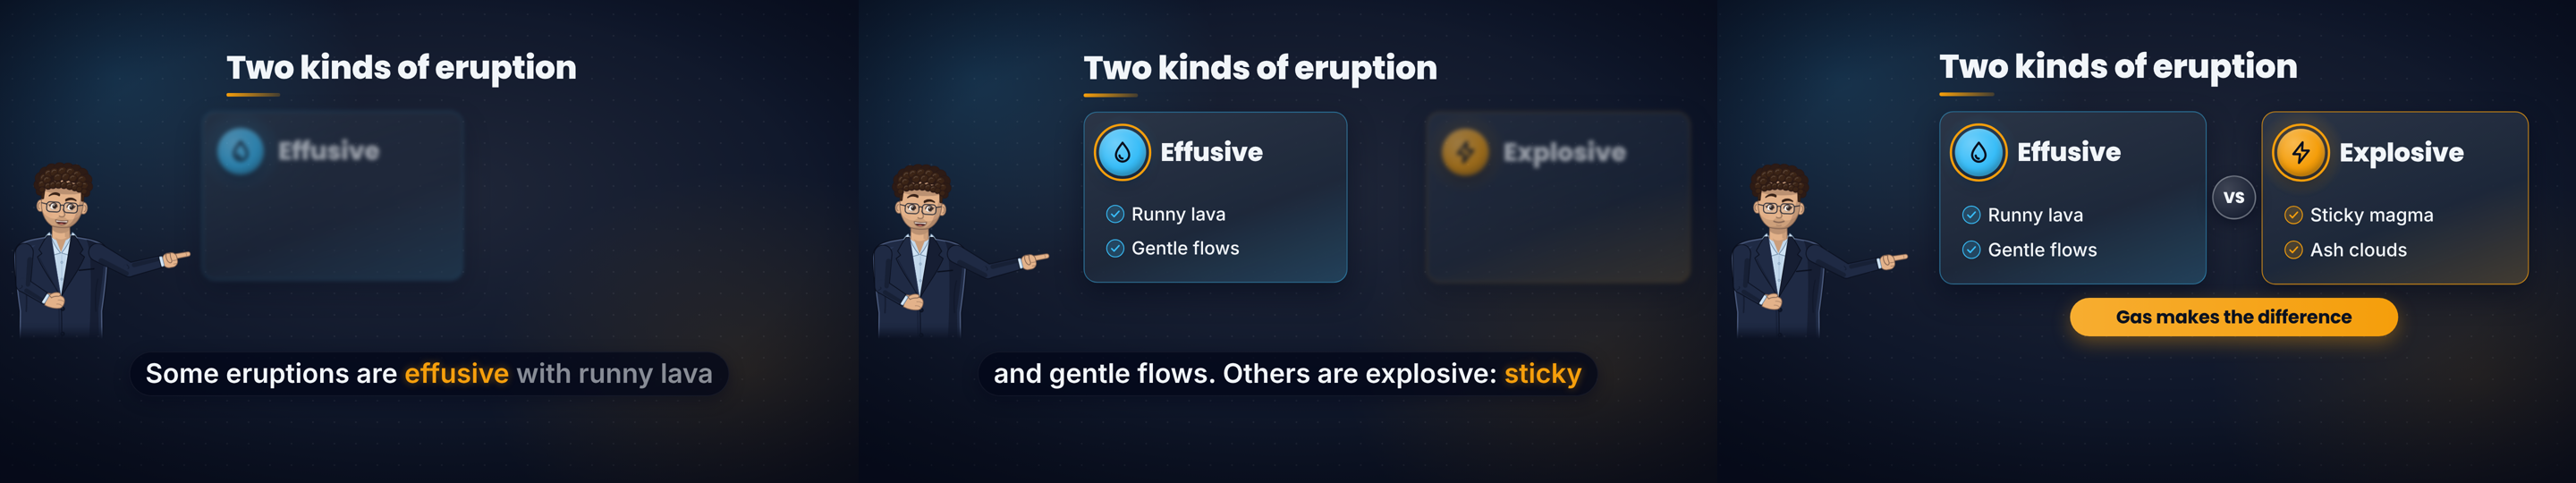 Two kinds of eruption
Effusive
Some eruptions are effusive with runny lava
Two kinds of eruption
Effusive
Runny lava
Gentle flows
Explosive
and gentle flows. Others are explosive: sticky
Two kinds of eruption
Effusive
Runny lava
Gentle flows
VS
Explosive
Sticky magma
Ash clouds
Gas makes the difference